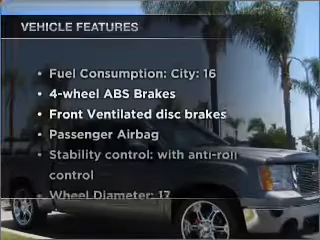 VEHICLE FEATURES
• Fuel Consumption: City: 16
• 4-wheel ABS Brakes
• Front Ventilated disc brakes
• Passenger Airbag
• Stability control: with anti-roll
control
• Wheel Diameter: 17